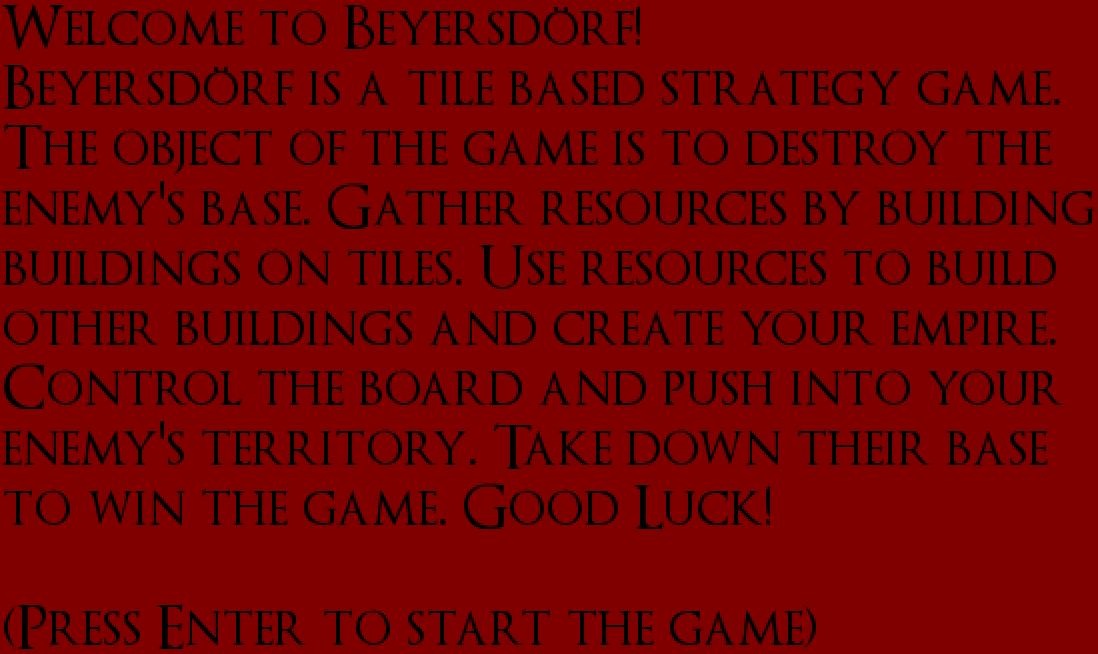 Welcome to Beyersdörf!
Beyersdörf is a tile based strategy game.
The object of the game is to destroy the
enemy's base. Gather resources by building
buildings on tiles. Use resources to build
other buildings and create your empire.
Control the board and push into your
enemy's territory. Take down their base
to win the game. Good Luck!
(Press Enter to start the game)